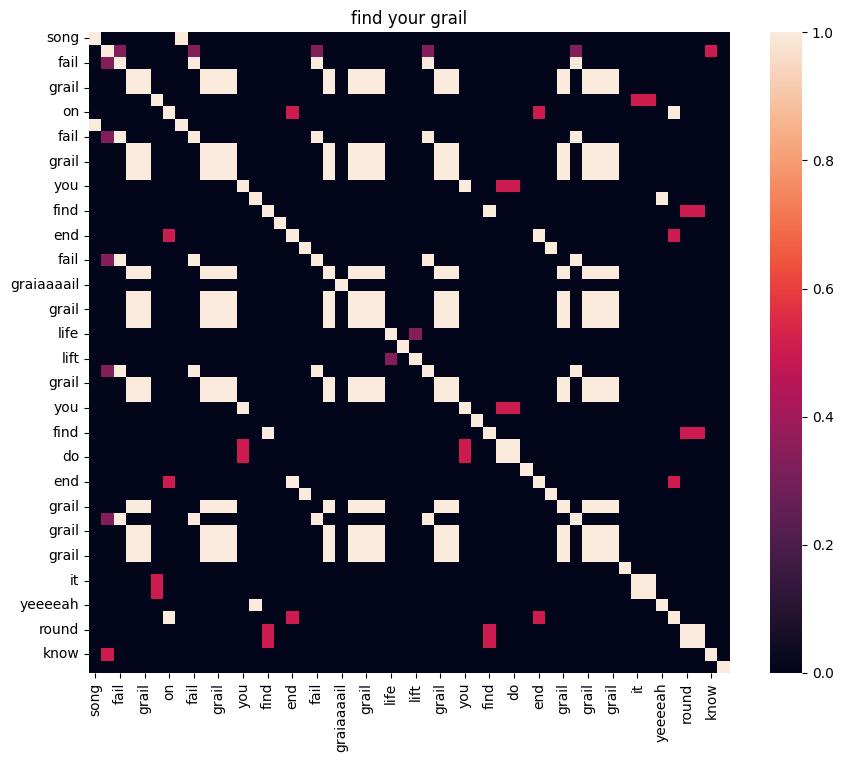 find your grail
song
fail
grail
on
fail
grail
you
find
end
fail
graiaaaail
grail
life
lift
grail
you
find
do
end
grail
grail
grail
it
yeeeeah
round
know
1.0
0.8
0.6
0.4
0.2
0.0
song
fail
grail
on
fail
grail
you
find
end
fail
graiaaaail
grail
life
lift
grail
you
find
do
end
grail
grail
grail
it
yeeeeah
round
know